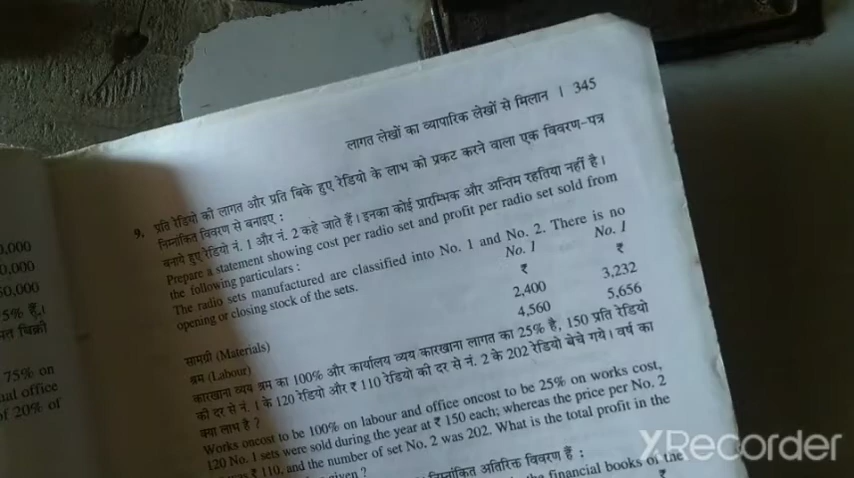 लागत लेखों का व्यापारिक लेखों से मिलान | 345
9. प्रति रेडियो की लागत और प्रति बिके हुए रेडियो के लाभ को प्रकट करने वाला एक विवरण-पत्र
निम्नांकित विवरण से बनाइए :
बनाये हुए रेडियो नं. 1 और नं. 2 कहे जाते हैं। इनका कोई प्रारम्भिक और अन्तिम रहतिया नहीं है।
Prepare a statement showing cost per radio set and profit per radio set sold from
the following particulars :
The radio sets manufactured are classified into No. 1 and No. 2. There is no
opening or closing stock of the sets.
No. 1 No. 1
₹ ₹
सामग्री (Materials) 2,400 3,232
श्रम (Labour) 4,560 5,656
कारखाना व्यय श्रम का 100% और कार्यालय व्यय कारखाना लागत का 25% है, 150 प्रति रेडियो
की दर से नं. 1 के 120 रेडियो और ₹ 110 रेडियो की दर से नं. 2 के 202 रेडियो बेचे गये। वर्ष का
क्या लाभ है ?
Works oncost to be 100% on labour and office oncost to be 25% on works cost,
120 No. 1 sets were sold during the year at ₹ 150 each; whereas the price per No. 2
₹ 110, and the number of set No. 2 was 202. What is the total profit in the
given ?
निम्नांकित अतिरिक्त विवरण हैं :
the financial books of the
₹
0,000
0,000
50,000
5% हैं।
बिक्री
75% on
office
of 20% of
XRecorder